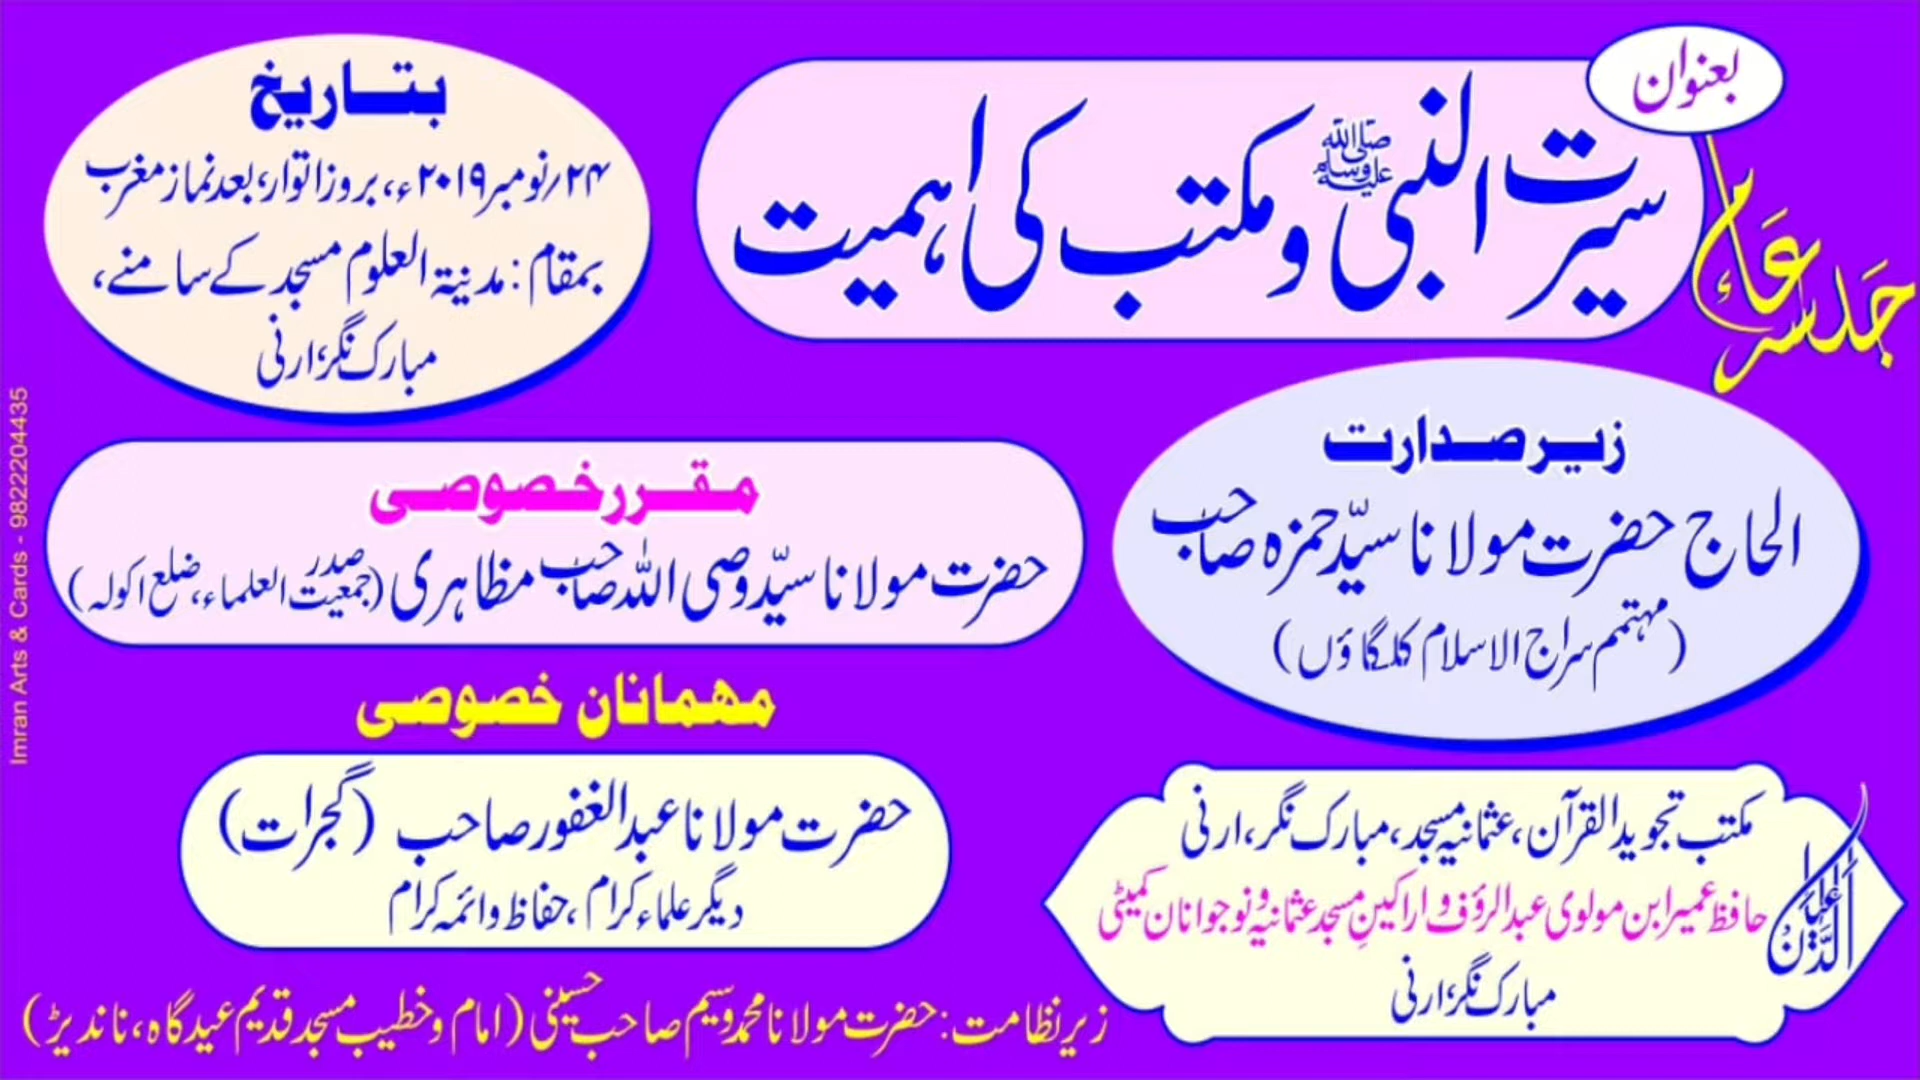 جلسہ عام
بعنوان
سیرت النبی ﷺ و مکتب کی اہمیت
بتاریخ
۲۴؍نومبر ۲۰۱۹ء، بروز اتوار، بعد نماز مغرب
بمقام: مدینۃ العلوم مسجد کے سامنے،
مبارک نگر، ارنی
زیر صدارت
الحاج حضرت مولانا سیّد حمزہ صاحب
(مہتمم سراج الاسلام کلگاؤں)
مقرر خصوصی
حضرت مولانا سیّد وصی اللہ صاحب مظاہری (صدر جمعیت العلماء، ضلع اکولہ)
مہمانان خصوصی
حضرت مولانا عبدالغفور صاحب (گجرات)
دیگر علماء کرام، حفاظ وائمہ کرام
الداعیان
مکتب تجوید القرآن، عثمانیہ مسجد، مبارک نگر، ارنی
حافظ عمیر ابن مولوی عبدالرؤف و اراکینِ مسجد عثمانیہ و نوجوانان کمیٹی
مبارک نگر، ارنی
زیر نظامت: حضرت مولانا محمد وسیم صاحب حسینی (امام و خطیب مسجد قدیم عیدگاہ، ناندیڑ)
Imran Arts & Cards - 9822204435